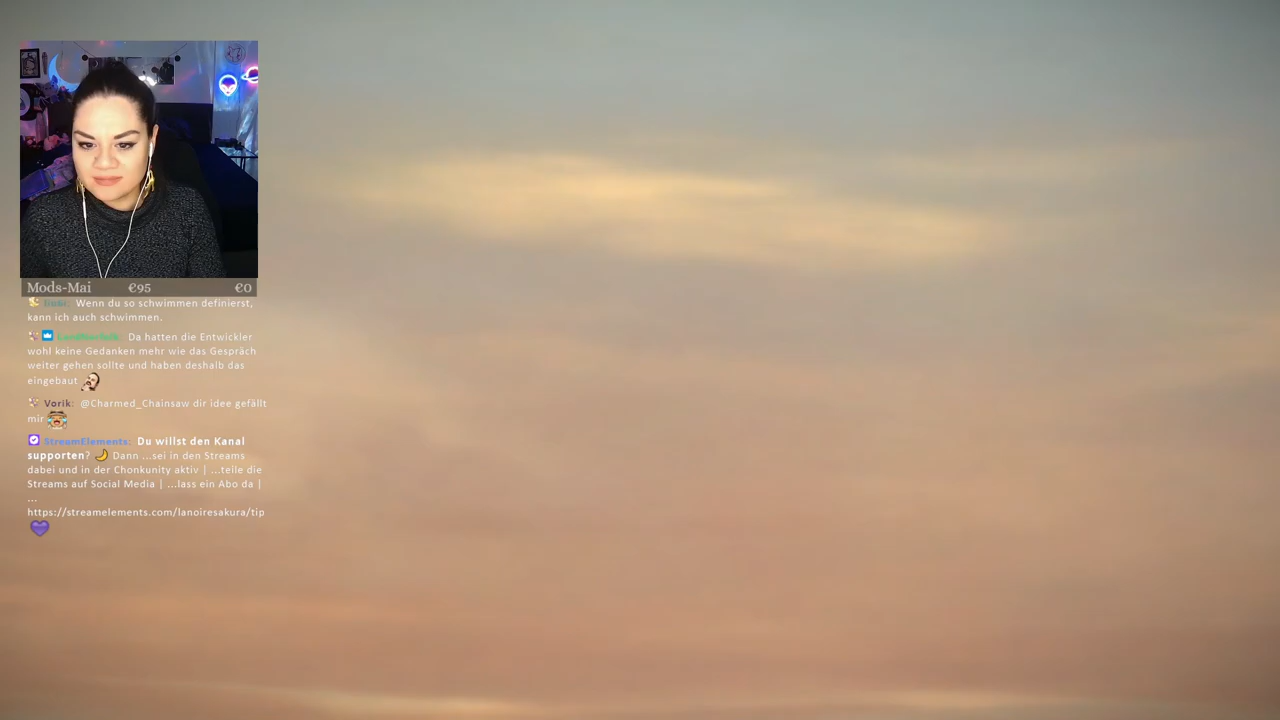 Mods-Mai €95 €0
Wenn du so schwimmen definierst,
kann ich auch schwimmen.
Da hatten die Entwickler
wohl keine Gedanken mehr wie das Gespräch
weiter gehen sollte und haben deshalb das
eingebaut
Vorik: @Charmed_Chainsaw dir idee gefällt
mir
StreamElements: Du willst den Kanal
supporten? 🌙 Dann ...sei in den Streams
dabei und in der Chonkunity aktiv | ...teile die
Streams auf Social Media | ...lass ein Abo da |
...
https://streamelements.com/lanoiresakura/tip
💜